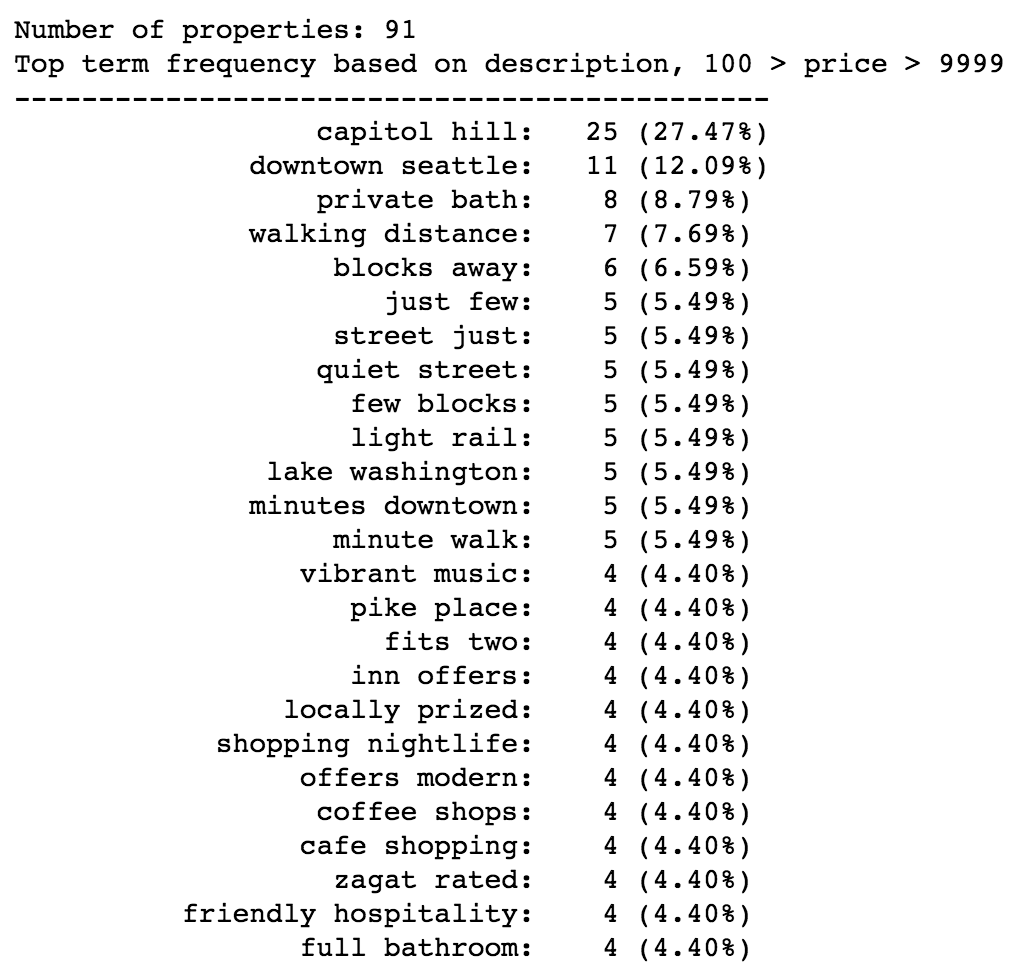 Number of properties: 91
Top term frequency based on description, 100 > price > 9999
---------------------------------------------
capitol hill: 25 (27.47%)
downtown seattle: 11 (12.09%)
private bath: 8 (8.79%)
walking distance: 7 (7.69%)
blocks away: 6 (6.59%)
just few: 5 (5.49%)
street just: 5 (5.49%)
quiet street: 5 (5.49%)
few blocks: 5 (5.49%)
light rail: 5 (5.49%)
lake washington: 5 (5.49%)
minutes downtown: 5 (5.49%)
minute walk: 5 (5.49%)
vibrant music: 4 (4.40%)
pike place: 4 (4.40%)
fits two: 4 (4.40%)
inn offers: 4 (4.40%)
locally prized: 4 (4.40%)
shopping nightlife: 4 (4.40%)
offers modern: 4 (4.40%)
coffee shops: 4 (4.40%)
cafe shopping: 4 (4.40%)
zagat rated: 4 (4.40%)
friendly hospitality: 4 (4.40%)
full bathroom: 4 (4.40%)